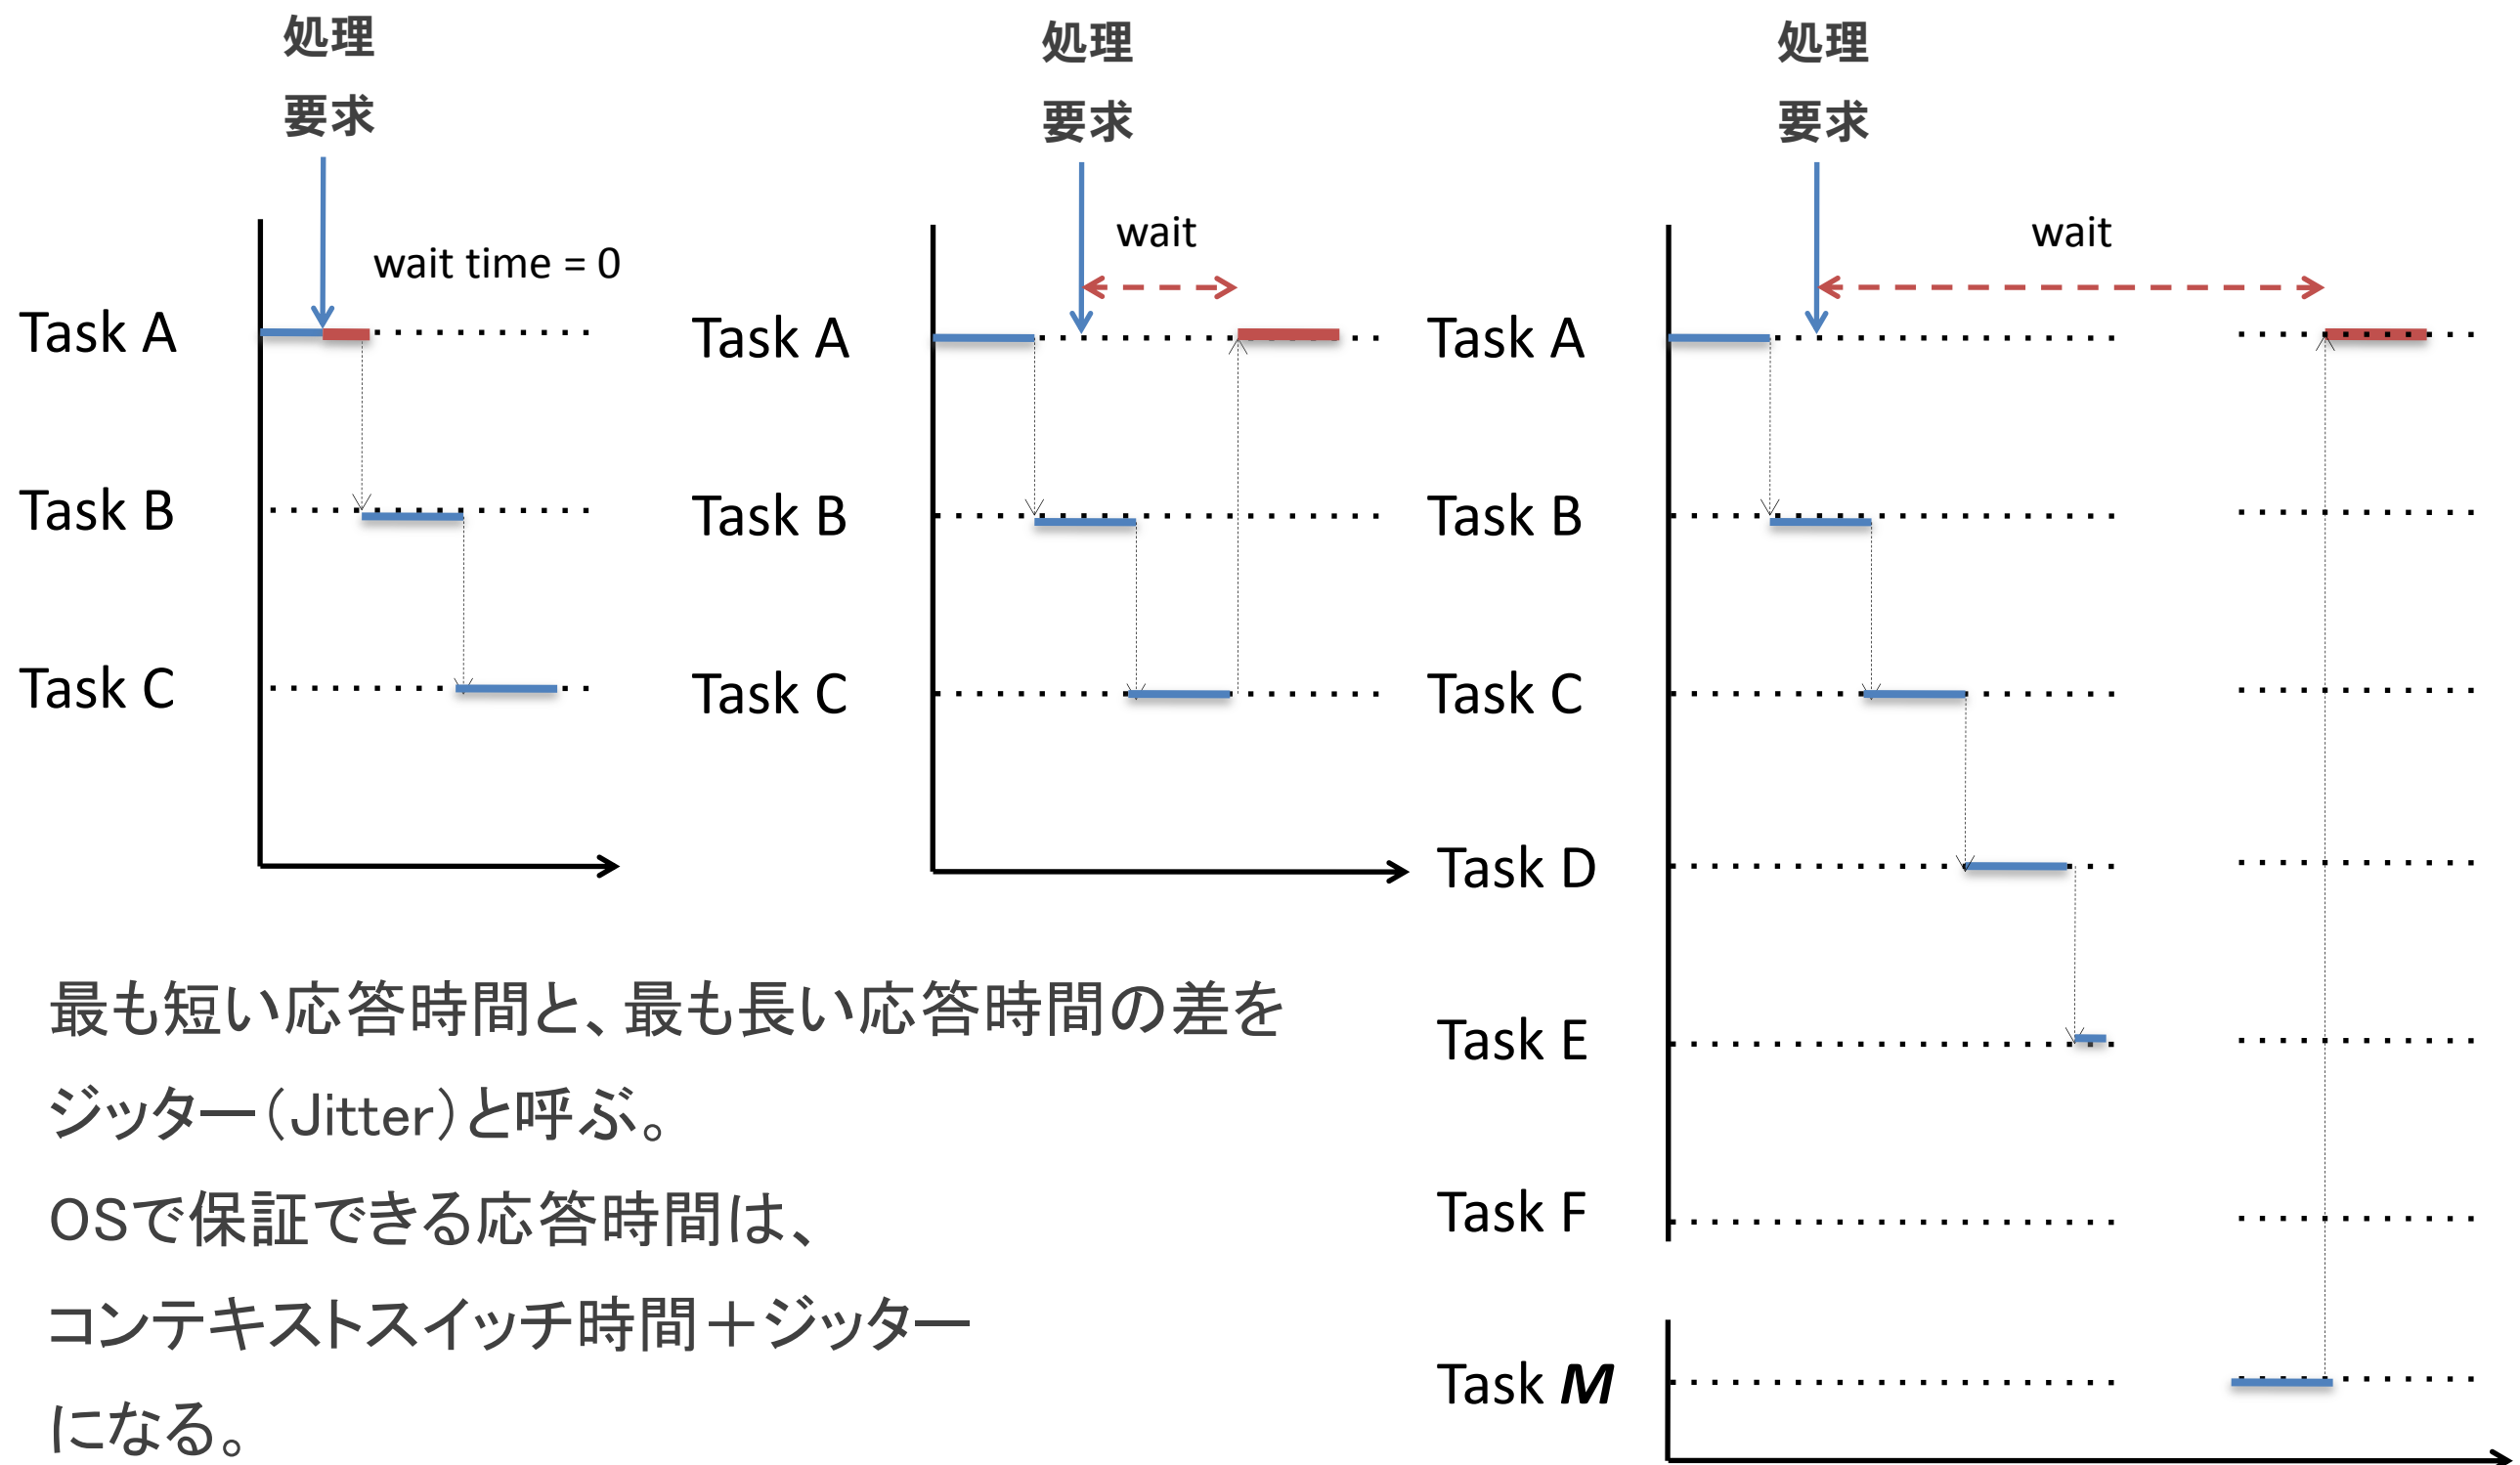 処理
要求
wait time = 0
Task A
Task B
Task C
処理
要求
wait
Task A
Task B
Task C
処理
要求
wait
Task A
Task B
Task C
Task D
Task E
Task F
Task M
最も短い応答時間と、最も長い応答時間の差を
ジッター(Jitter)と呼ぶ。
OSで保証できる応答時間は、
コンテキストスイッチ時間+ジッター
になる。